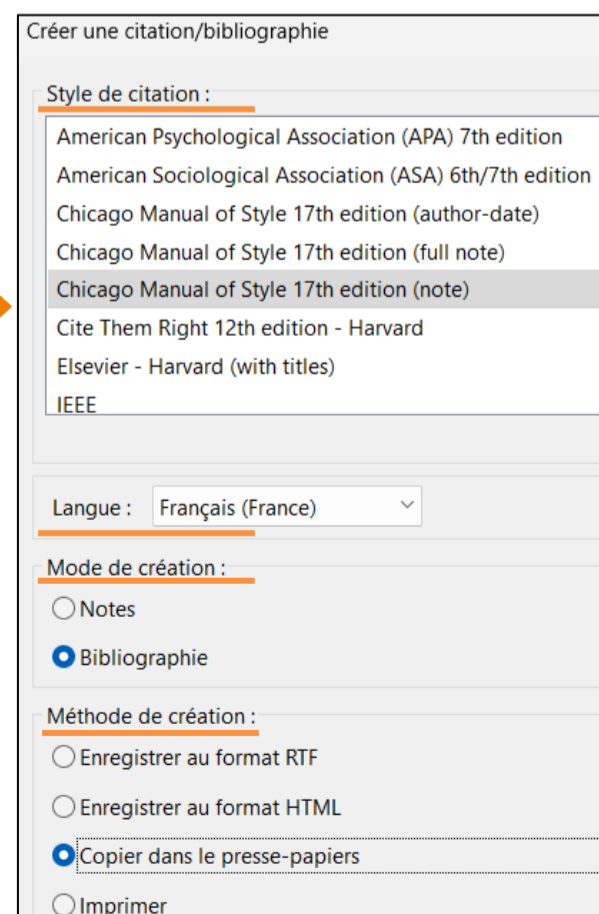 Créer une citation/bibliographie
Style de citation :
American Psychological Association (APA) 7th edition
American Sociological Association (ASA) 6th/7th edition
Chicago Manual of Style 17th edition (author-date)
Chicago Manual of Style 17th edition (full note)
Chicago Manual of Style 17th edition (note)
Cite Them Right 12th edition - Harvard
Elsevier - Harvard (with titles)
IEEE
Langue : Français (France)
Mode de création :
Notes
Bibliographie
Méthode de création :
Enregistrer au format RTF
Enregistrer au format HTML
Copier dans le presse-papiers
Imprimer